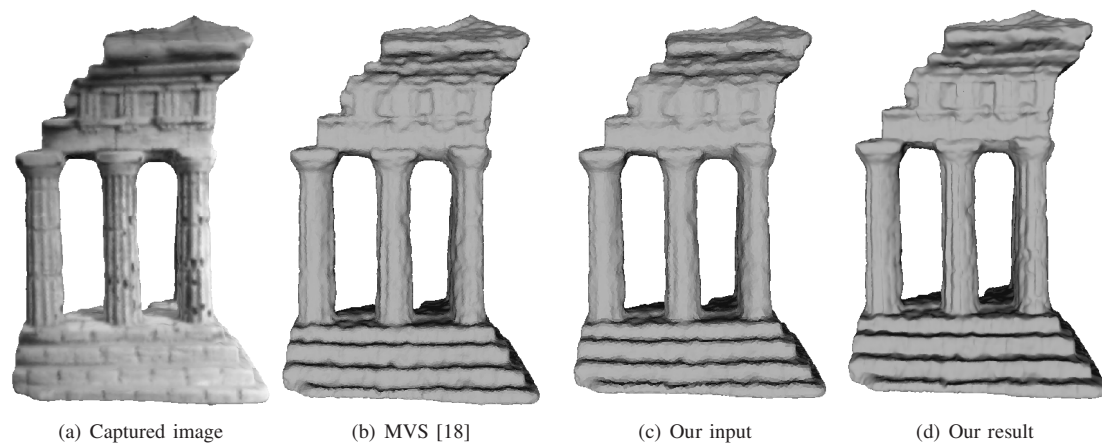 (a) Captured image
(b) MVS [18]
(c) Our input
(d) Our result